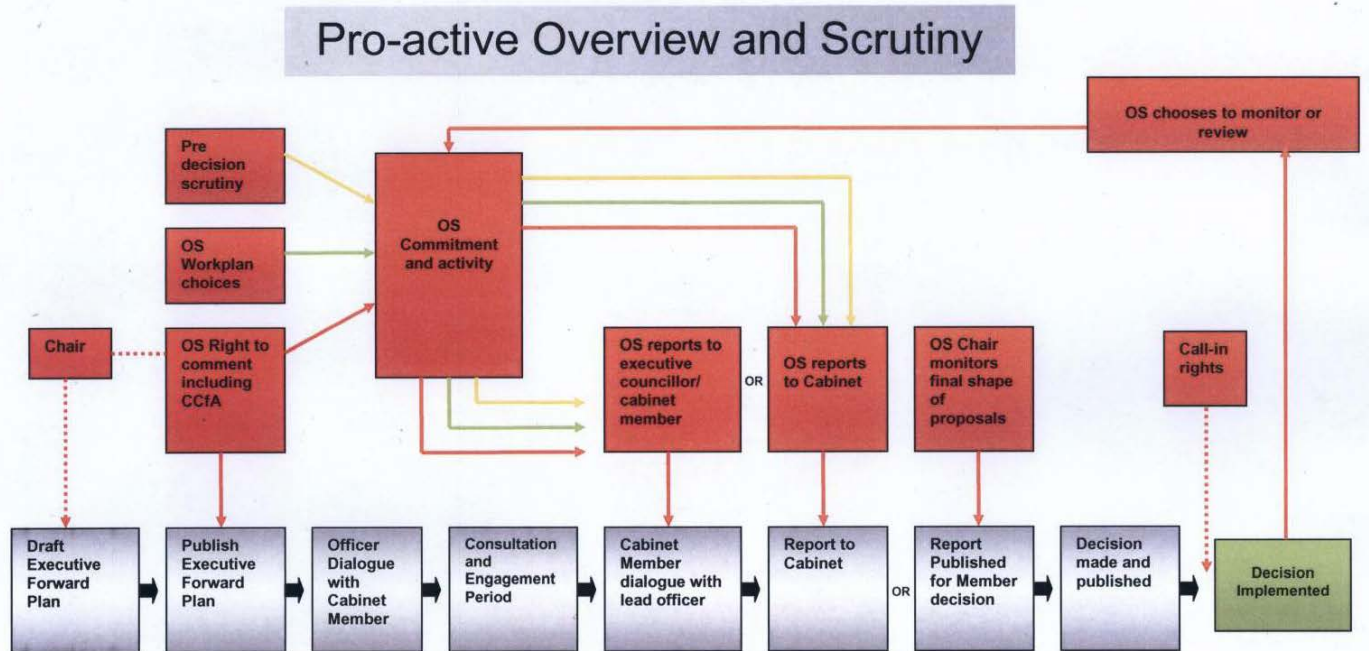 Pro-active Overview and Scrutiny
OS chooses to monitor or
review
Pre
decision
scrutiny
OS
Commitment
and activity
OS
Workplan
choices
Chair
OS Right to
comment
including
CCfA
OS reports to
executive
councillor/
cabinet
member
OR
OS reports
to Cabinet
OS Chair
monitors
final shape
of
proposals
Call-in
rights
Draft
Executive
Forward
Plan
Publish
Executive
Forward
Plan
Officer
Dialogue
with
Cabinet
Member
Consultation
and
Engagement
Period
Cabinet
Member
dialogue with
lead officer
Report to
Cabinet
OR
Report
Published
for Member
decision
Decision
made and
published
Decision
Implemented